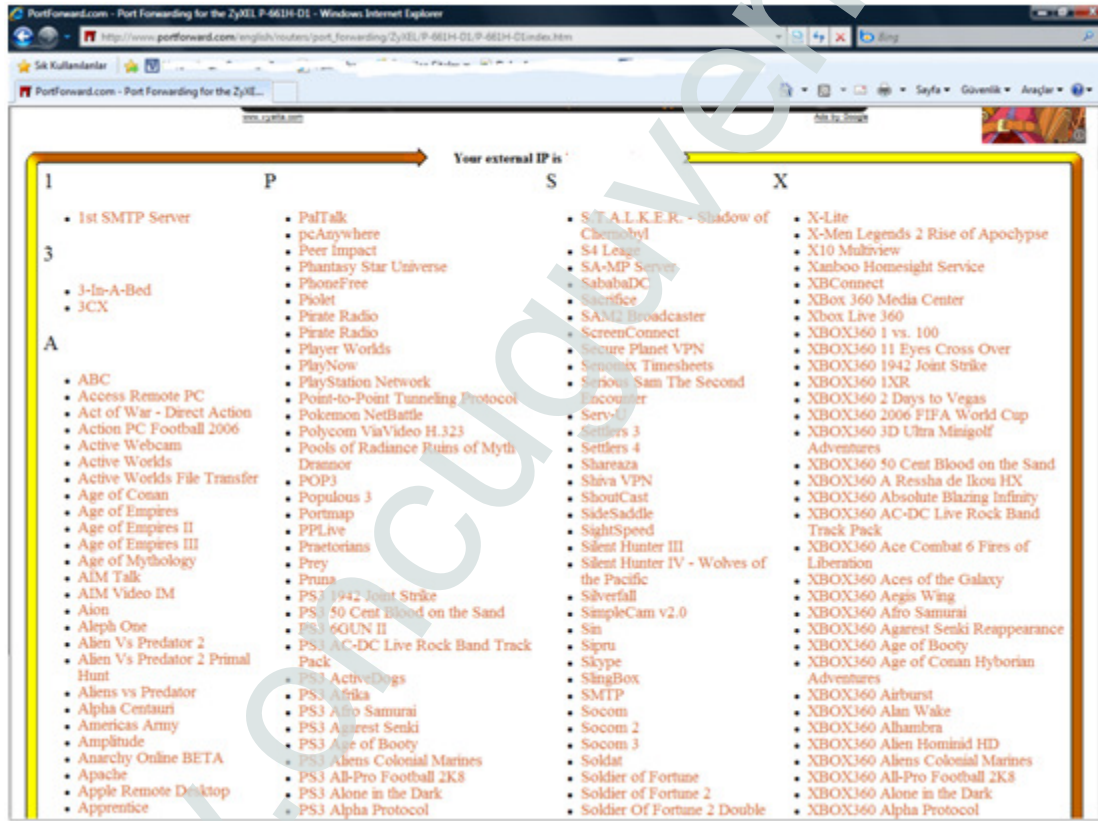 PortForward.com - Port Forwarding for the ZyXEL P-661H-D1 - Windows Internet Explorer
http://www.portforward.com/english/routers/port_forwarding/ZyXEL/P-661H-D1/P-661H-D1index.htm
Bing
Sık Kullanılanlar
PortForward.com - Port Forwarding for the ZyXE...
Sayfa
Güvenlik
Araçlar
Ads by Google
Your external IP is
1
1st SMTP Server
3
3-In-A-Bed
3CX
A
ABC
Access Remote PC
Act of War - Direct Action
Action PC Football 2006
Active Webcam
Active Worlds
Active Worlds File Transfer
Age of Conan
Age of Empires
Age of Empires II
Age of Empires III
Age of Mythology
AIM Talk
AIM Video IM
Aion
Aleph One
Alien Vs Predator 2
Alien Vs Predator 2 Primal
Hunt
Aliens vs Predator
Alpha Centauri
Americas Army
Amplitude
Anarchy Online BETA
Apache
Apple Remote Desktop
Apprentice
P
PalTalk
pcAnywhere
Peer Impact
Phantasy Star Universe
PhoneFree
Piolet
Pirate Radio
Pirate Radio
Player Worlds
PlayNow
PlayStation Network
Point-to-Point Tunneling Protocol
Pokemon NetBattle
Polycom ViaVideo H.323
Pools of Radiance Ruins of Myth
Drannor
POP3
Populous 3
Portmap
PPLive
Praetorians
Prey
Pruna
PS3 1942 Joint Strike
PS3 50 Cent Blood on the Sand
PS3 6GUN II
PS3 AC-DC Live Rock Band Track
Pack
PS3 ActiveDogs
PS3 Afrika
PS3 Afro Samurai
PS3 Agarest Senki
PS3 Age of Booty
PS3 Aliens Colonial Marines
PS3 All-Pro Football 2K8
PS3 Alone in the Dark
PS3 Alpha Protocol
S
S.T.A.L.K.E.R. - Shadow of
Chernobyl
S4 Leage
SA-MP Server
SababaDC
Sacrifice
SAM2 Broadcaster
ScreenConnect
Secure Planet VPN
Senomix Timesheets
Serious Sam The Second
Encounter
Serv-U
Settlers 3
Settlers 4
Shareaza
Shiva VPN
ShoutCast
SideSaddle
SightSpeed
Silent Hunter III
Silent Hunter IV - Wolves of
the Pacific
Silverfall
SimpleCam v2.0
Sin
Sipru
Skype
SlingBox
SMTP
Socom
Socom 2
Socom 3
Soldat
Soldier of Fortune
Soldier of Fortune 2
Soldier Of Fortune 2 Double
X
X-Lite
X-Men Legends 2 Rise of Apoclypse
X10 Multiview
Xanboo Homesight Service
XBConnect
XBox 360 Media Center
Xbox Live 360
XBOX360 1 vs. 100
XBOX360 11 Eyes Cross Over
XBOX360 1942 Joint Strike
XBOX360 1XR
XBOX360 2 Days to Vegas
XBOX360 2006 FIFA World Cup
XBOX360 3D Ultra Minigolf
Adventures
XBOX360 50 Cent Blood on the Sand
XBOX360 A Ressha de Ikou HX
XBOX360 Absolute Blazing Infinity
XBOX360 AC-DC Live Rock Band
Track Pack
XBOX360 Ace Combat 6 Fires of
Liberation
XBOX360 Aces of the Galaxy
XBOX360 Aegis Wing
XBOX360 Afro Samurai
XBOX360 Agarest Senki Reappearance
XBOX360 Age of Booty
XBOX360 Age of Conan Hyborian
Adventures
XBOX360 Airburst
XBOX360 Alan Wake
XBOX360 Alhambra
XBOX360 Alien Hominid HD
XBOX360 Aliens Colonial Marines
XBOX360 All-Pro Football 2K8
XBOX360 Alone in the Dark
XBOX360 Alpha Protocol